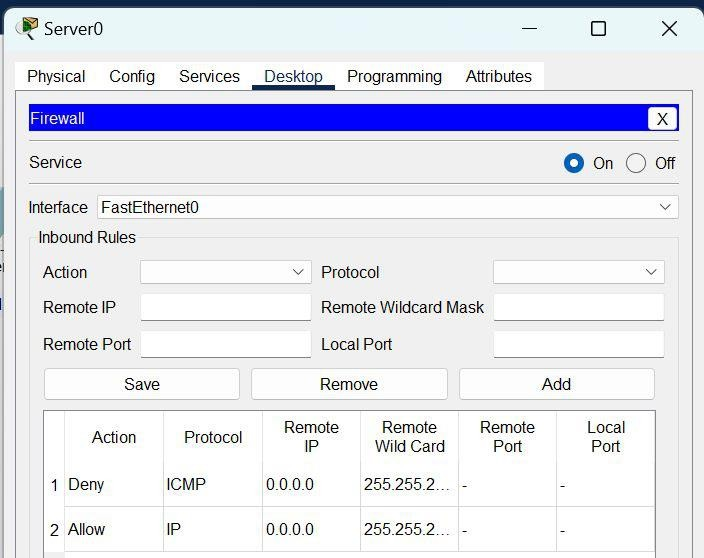 Server0
Physical Config Services Desktop Programming Attributes
Firewall X
Service On Off
Interface FastEthernet0
Inbound Rules
Action Protocol
Remote IP Remote Wildcard Mask
Remote Port Local Port
Save Remove Add
Action Protocol Remote IP Remote Wild Card Remote Port Local Port
1 Deny ICMP 0.0.0.0 255.255.2... - -
2 Allow IP 0.0.0.0 255.255.2... - -